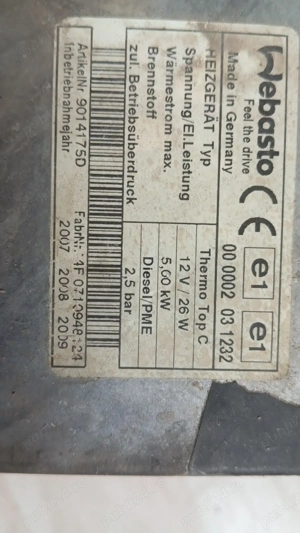 Webasto CE e1 e1
Feel the drive
Made in Germany 00 0002 03 1232
HEIZGERÄT Typ Thermo Top C
Spannung/El.Leistung 12 V / 26 W
Wärmestrom max. 5,00 kW
Brennstoff Diesel/PME
zul. Betriebsüberdruck 2,5 bar
ArtikelNr. 9014175D FabrNr.
Inbetriebnahmejahr 2007 2008 2009